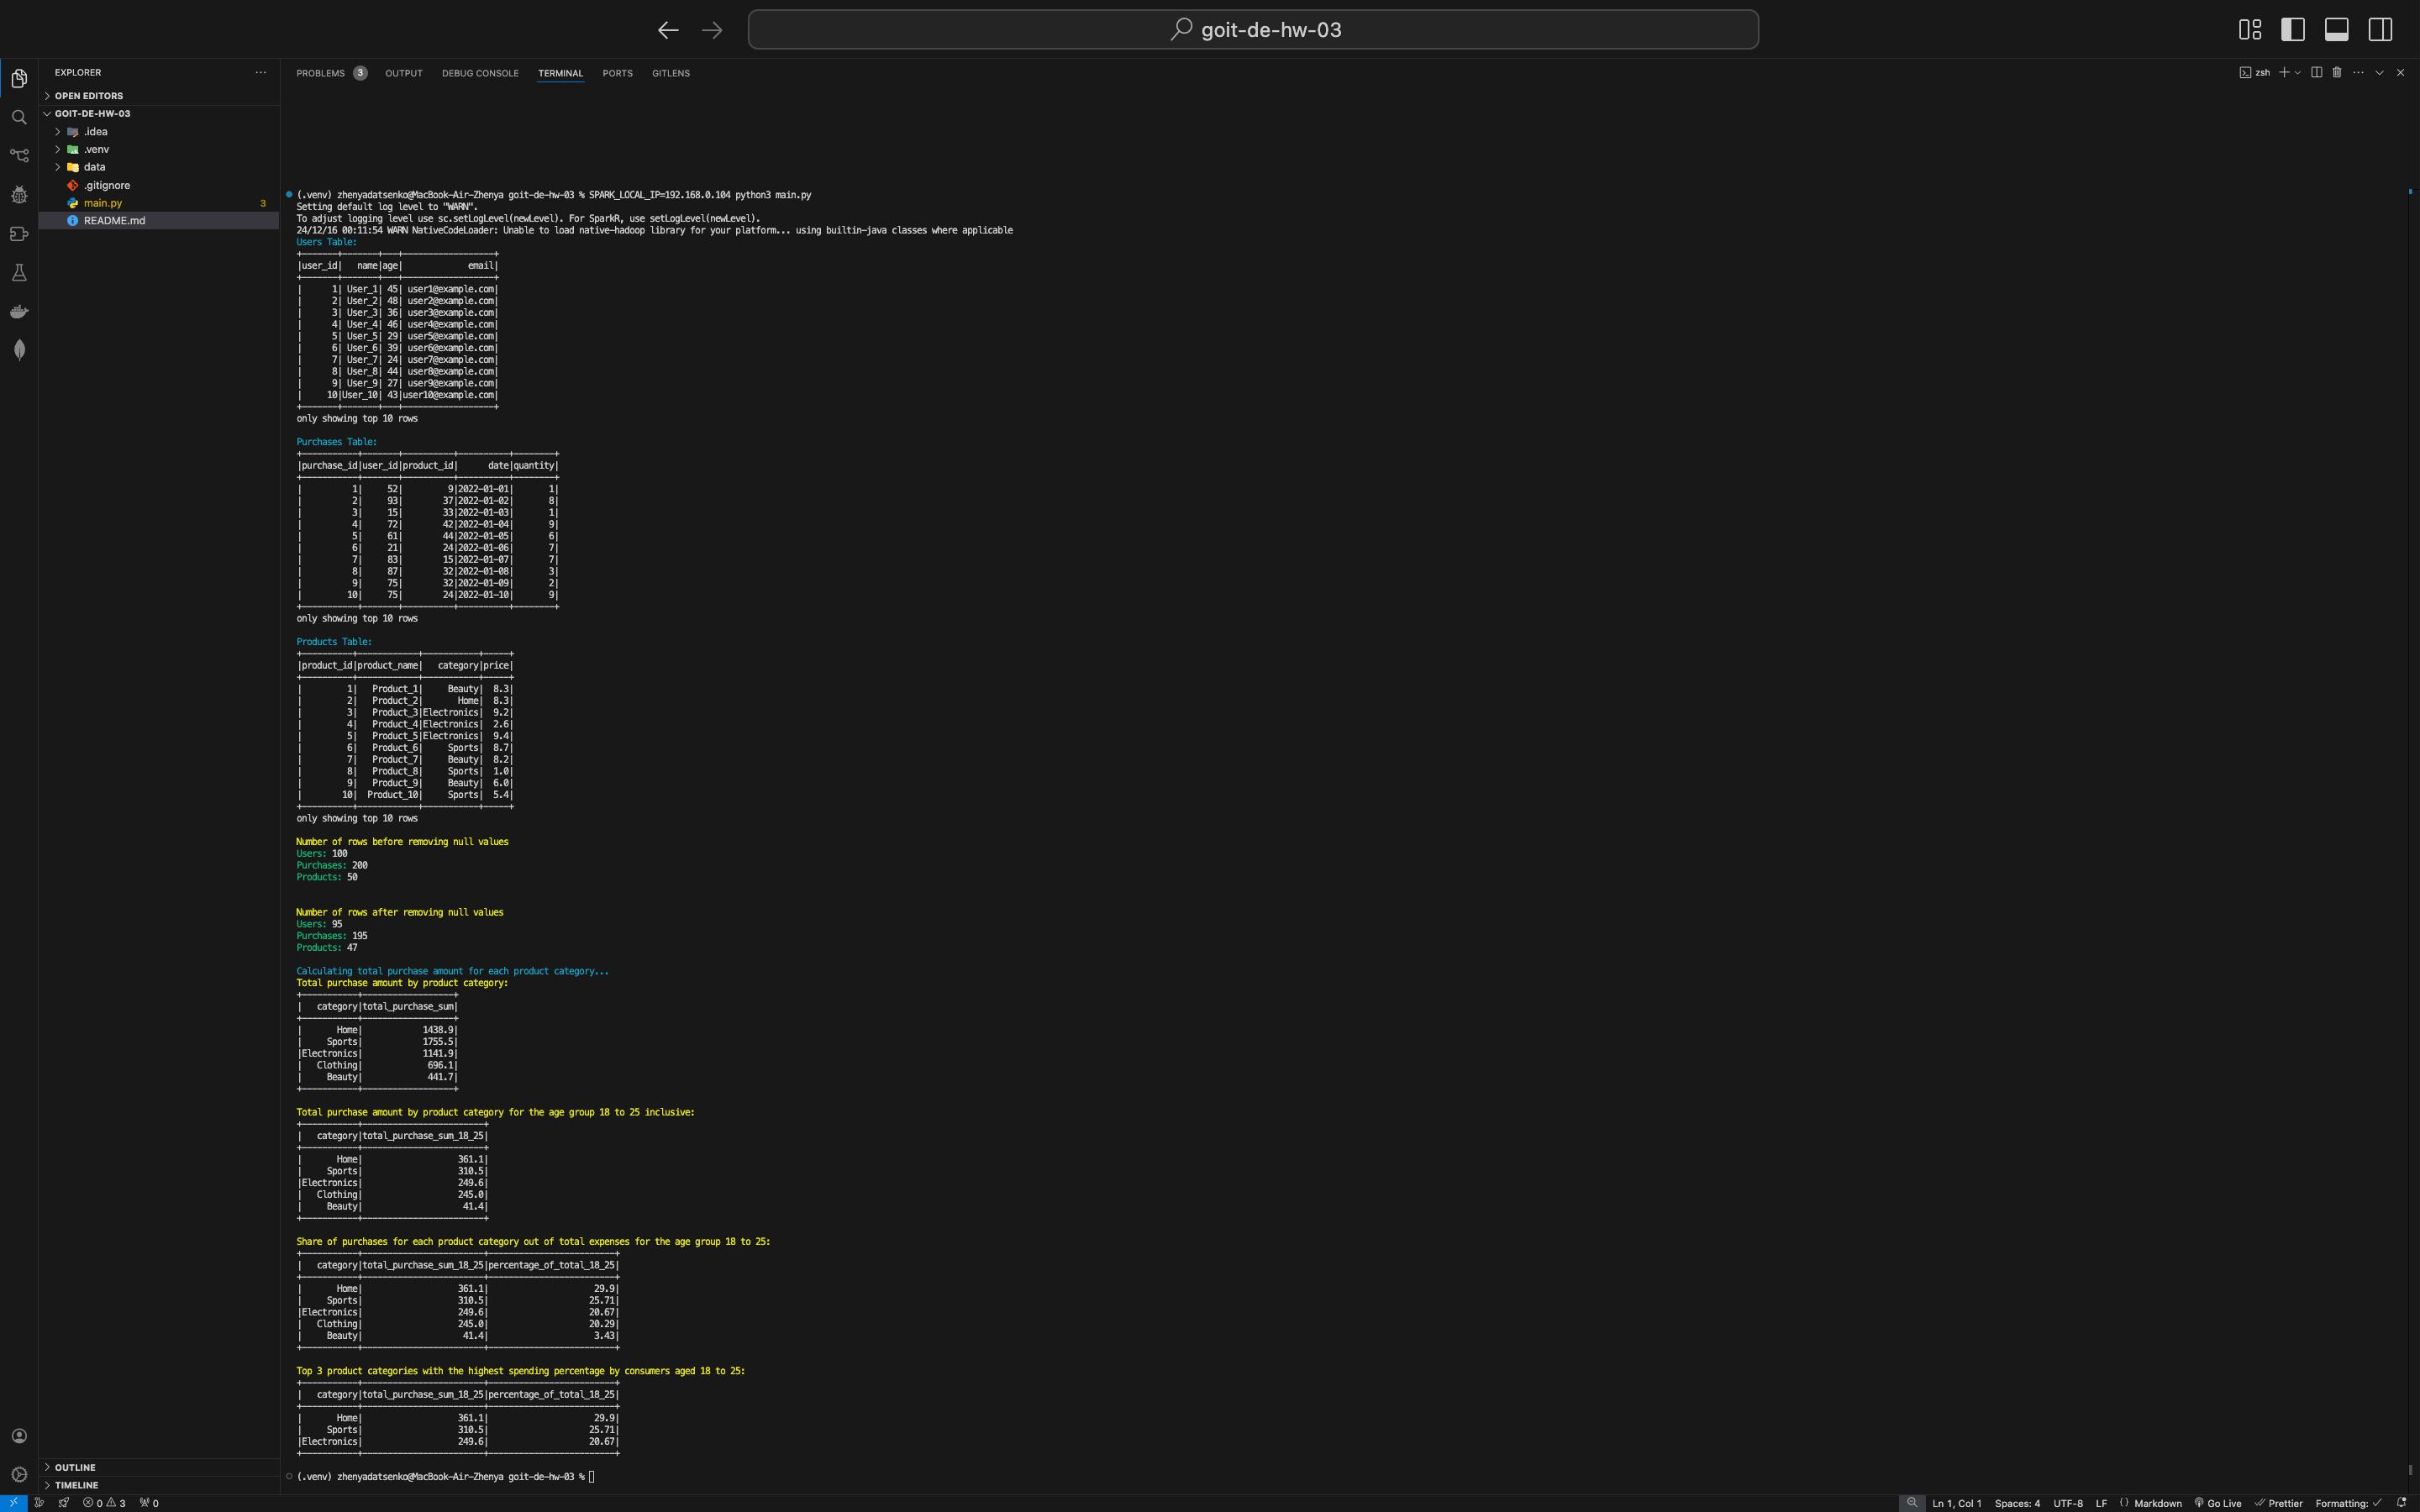 goit-de-hw-03
EXPLORER
OPEN EDITORS
GOIT-DE-HW-03
.idea
.venv
data
.gitignore
main.py 3
README.md
OUTLINE
TIMELINE
PROBLEMS 3 OUTPUT DEBUG CONSOLE TERMINAL PORTS GITLENS
zsh
(.venv) zhenyadatsenko@MacBook-Air-Zhenya goit-de-hw-03 % SPARK_LOCAL_IP=192.168.0.104 python3 main.py
Setting default log level to "WARN".
To adjust logging level use sc.setLogLevel(newLevel). For SparkR, use setLogLevel(newLevel).
24/12/16 00:11:54 WARN NativeCodeLoader: Unable to load native-hadoop library for your platform... using builtin-java classes where applicable
Users Table:
+-------+-------+---+------------------+
|user_id|   name|age|             email|
+-------+-------+---+------------------+
|      1| User_1| 45| user1@example.com|
|      2| User_2| 48| user2@example.com|
|      3| User_3| 36| user3@example.com|
|      4| User_4| 46| user4@example.com|
|      5| User_5| 29| user5@example.com|
|      6| User_6| 39| user6@example.com|
|      7| User_7| 24| user7@example.com|
|      8| User_8| 44| user8@example.com|
|      9| User_9| 27| user9@example.com|
|     10|User_10| 43|user10@example.com|
+-------+-------+---+------------------+
only showing top 10 rows
Purchases Table:
+-----------+-------+----------+----------+--------+
|purchase_id|user_id|product_id|      date|quantity|
+-----------+-------+----------+----------+--------+
|          1|     52|         9|2022-01-01|       1|
|          2|     93|        37|2022-01-02|       8|
|          3|     15|        33|2022-01-03|       1|
|          4|     72|        42|2022-01-04|       9|
|          5|     61|        44|2022-01-05|       6|
|          6|     21|        24|2022-01-06|       7|
|          7|     83|        15|2022-01-07|       7|
|          8|     87|        32|2022-01-08|       3|
|          9|     75|        32|2022-01-09|       2|
|         10|     75|        24|2022-01-10|       9|
+-----------+-------+----------+----------+--------+
only showing top 10 rows
Products Table:
+----------+------------+-----------+-----+
|product_id|product_name|   category|price|
+----------+------------+-----------+-----+
|         1|   Product_1|     Beauty|  8.3|
|         2|   Product_2|       Home|  8.3|
|         3|   Product_3|Electronics|  9.2|
|         4|   Product_4|Electronics|  2.6|
|         5|   Product_5|Electronics|  9.4|
|         6|   Product_6|     Sports|  8.7|
|         7|   Product_7|     Beauty|  8.2|
|         8|   Product_8|     Sports|  1.0|
|         9|   Product_9|     Beauty|  6.0|
|        10|  Product_10|     Sports|  5.4|
+----------+------------+-----------+-----+
only showing top 10 rows
Number of rows before removing null values
Users: 100
Purchases: 200
Products: 50
Number of rows after removing null values
Users: 95
Purchases: 195
Products: 47
Calculating total purchase amount for each product category...
Total purchase amount by product category:
+-----------+------------------+
|   category|total_purchase_sum|
+-----------+------------------+
|       Home|            1438.9|
|     Sports|            1755.5|
|Electronics|            1141.9|
|   Clothing|             696.1|
|     Beauty|             441.7|
+-----------+------------------+
Total purchase amount by product category for the age group 18 to 25 inclusive:
+-----------+------------------------+
|   category|total_purchase_sum_18_25|
+-----------+------------------------+
|       Home|                   361.1|
|     Sports|                   310.5|
|Electronics|                   249.6|
|   Clothing|                   245.0|
|     Beauty|                    41.4|
+-----------+------------------------+
Share of purchases for each product category out of total expenses for the age group 18 to 25:
+-----------+------------------------+-------------------------+
|   category|total_purchase_sum_18_25|percentage_of_total_18_25|
+-----------+------------------------+-------------------------+
|       Home|                   361.1|                     29.9|
|     Sports|                   310.5|                    25.71|
|Electronics|                   249.6|                    20.67|
|   Clothing|                   245.0|                    20.29|
|     Beauty|                    41.4|                     3.43|
+-----------+------------------------+-------------------------+
Top 3 product categories with the highest spending percentage by consumers aged 18 to 25:
+-----------+------------------------+-------------------------+
|   category|total_purchase_sum_18_25|percentage_of_total_18_25|
+-----------+------------------------+-------------------------+
|       Home|                   361.1|                     29.9|
|     Sports|                   310.5|                    25.71|
|Electronics|                   249.6|                    20.67|
+-----------+------------------------+-------------------------+
(.venv) zhenyadatsenko@MacBook-Air-Zhenya goit-de-hw-03 %
0 3 0 Ln 1, Col 1 Spaces: 4 UTF-8 LF {} Markdown Go Live Prettier Formatting: